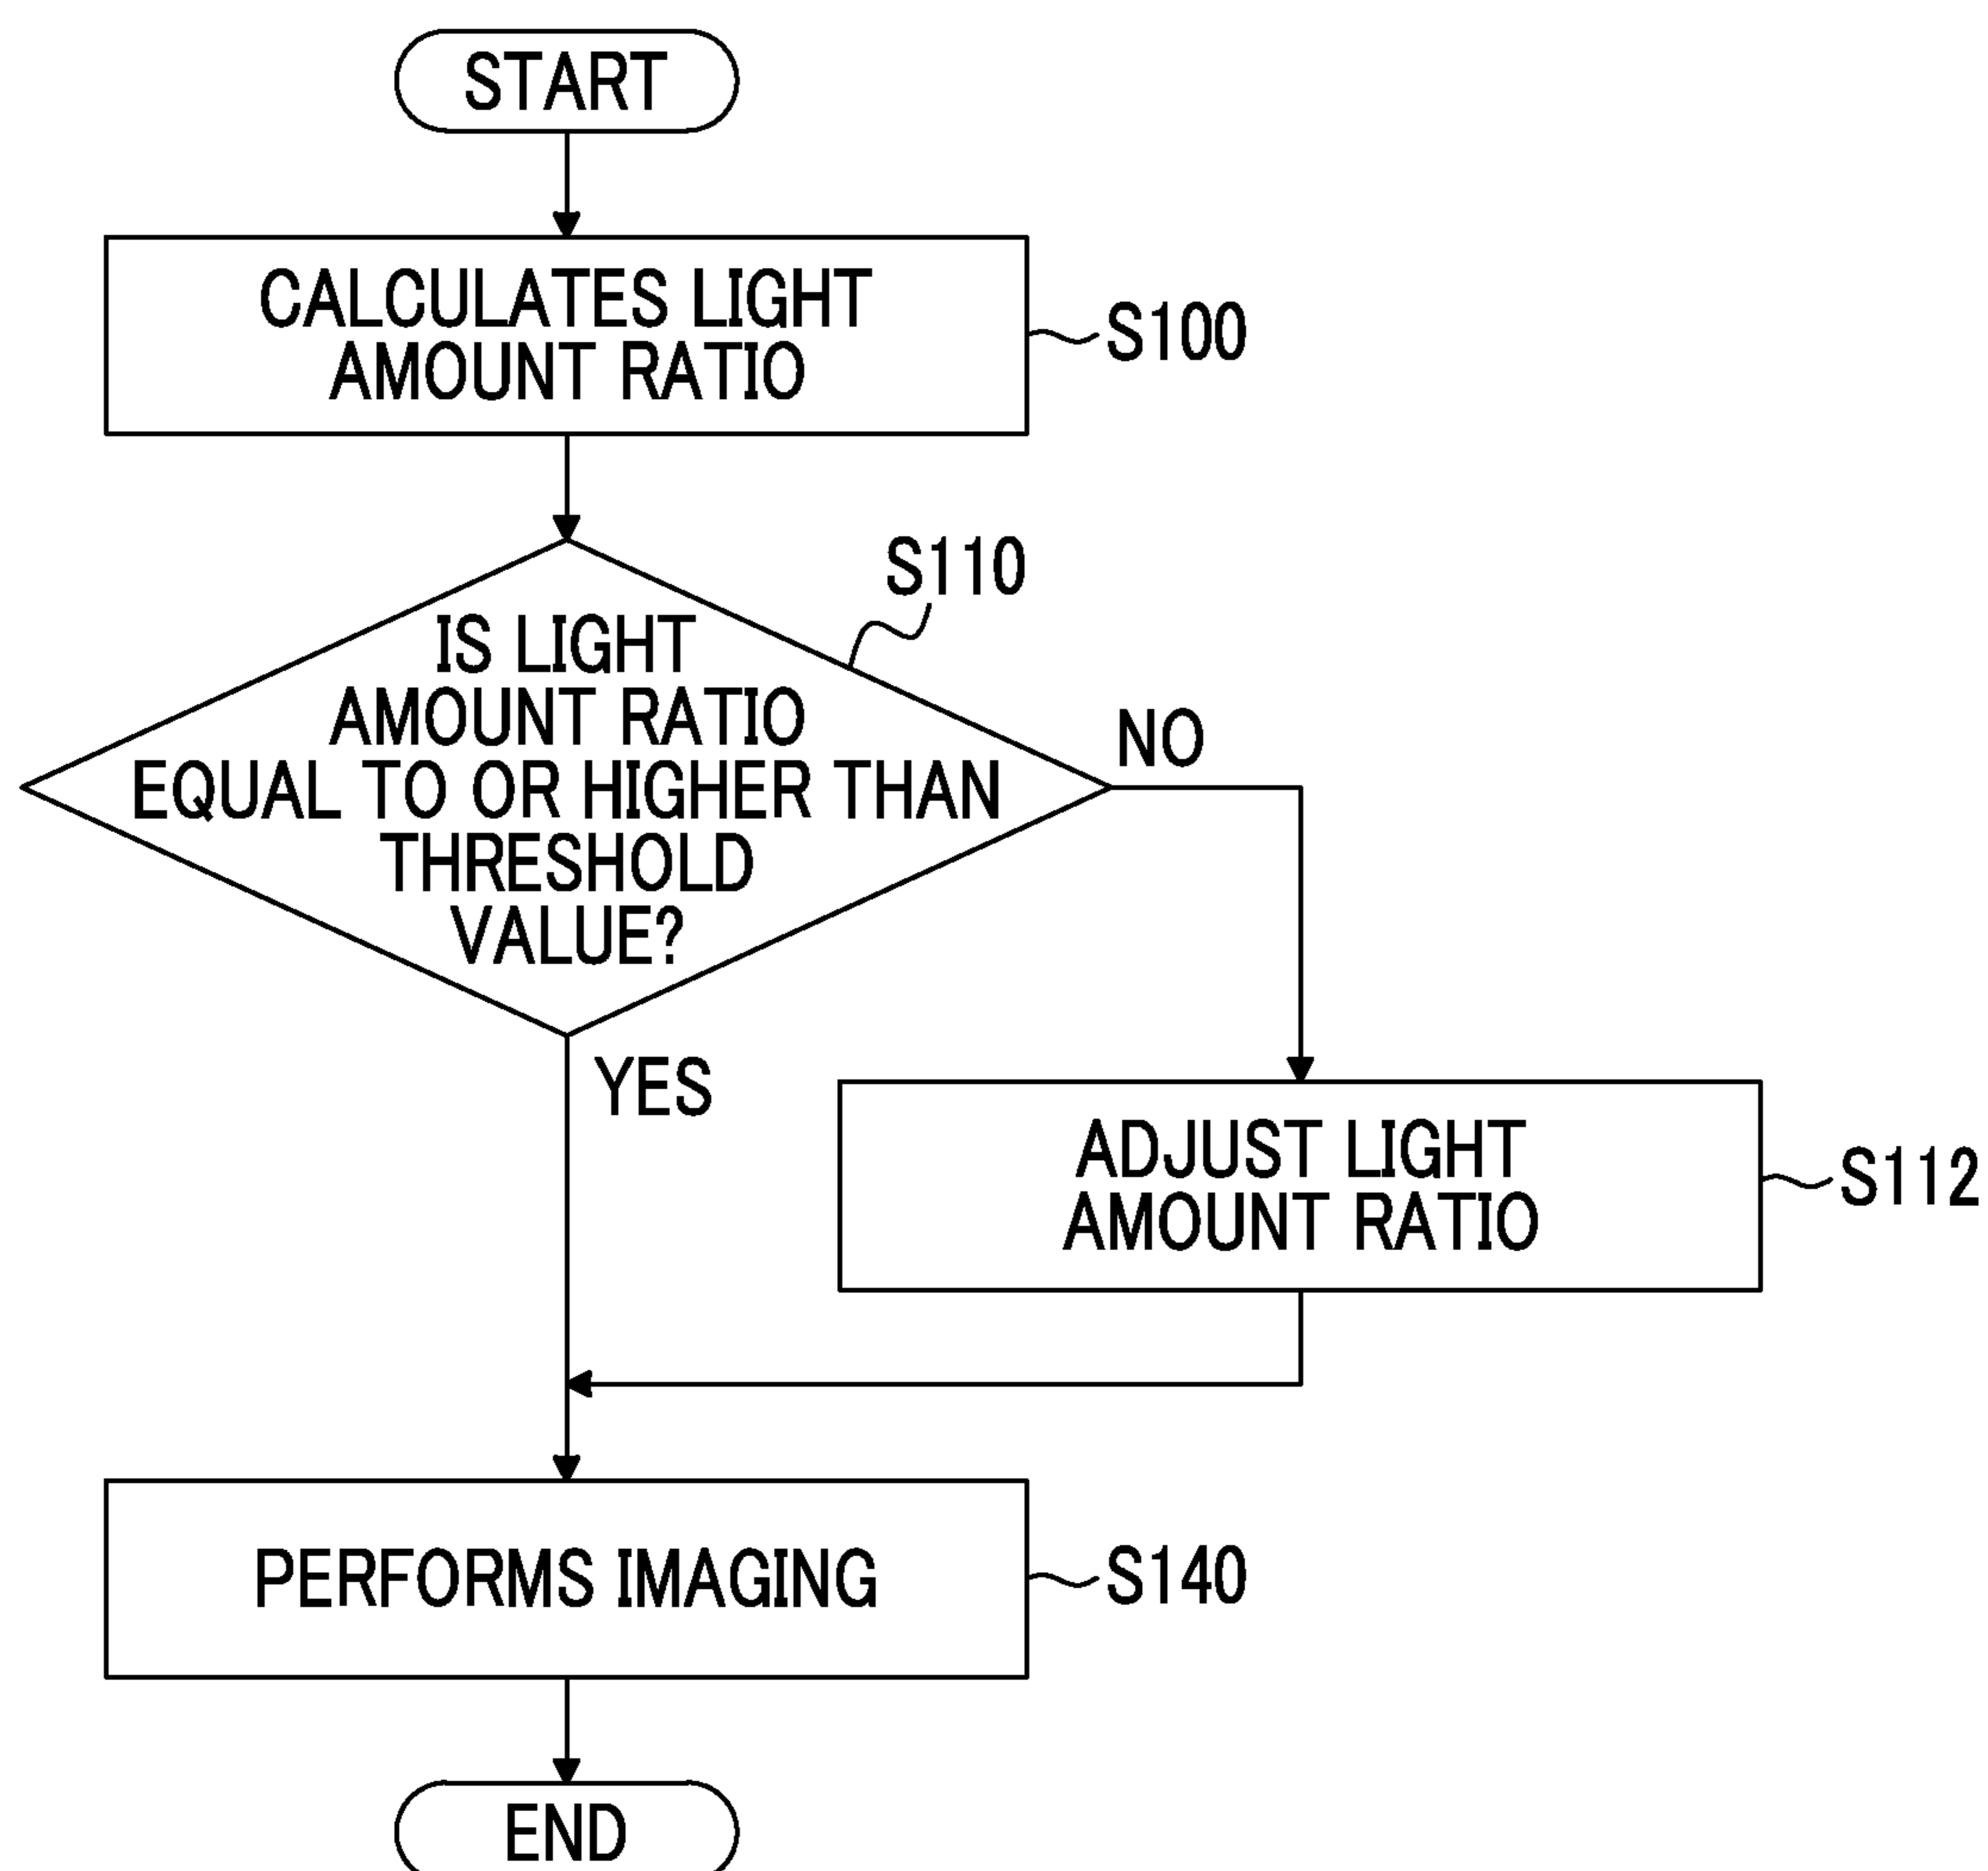 START
CALCULATES LIGHT
AMOUNT RATIO
S100
S110
IS LIGHT
AMOUNT RATIO
EQUAL TO OR HIGHER THAN
THRESHOLD
VALUE?
NO
YES
ADJUST LIGHT
AMOUNT RATIO
S112
PERFORMS IMAGING
S140
END